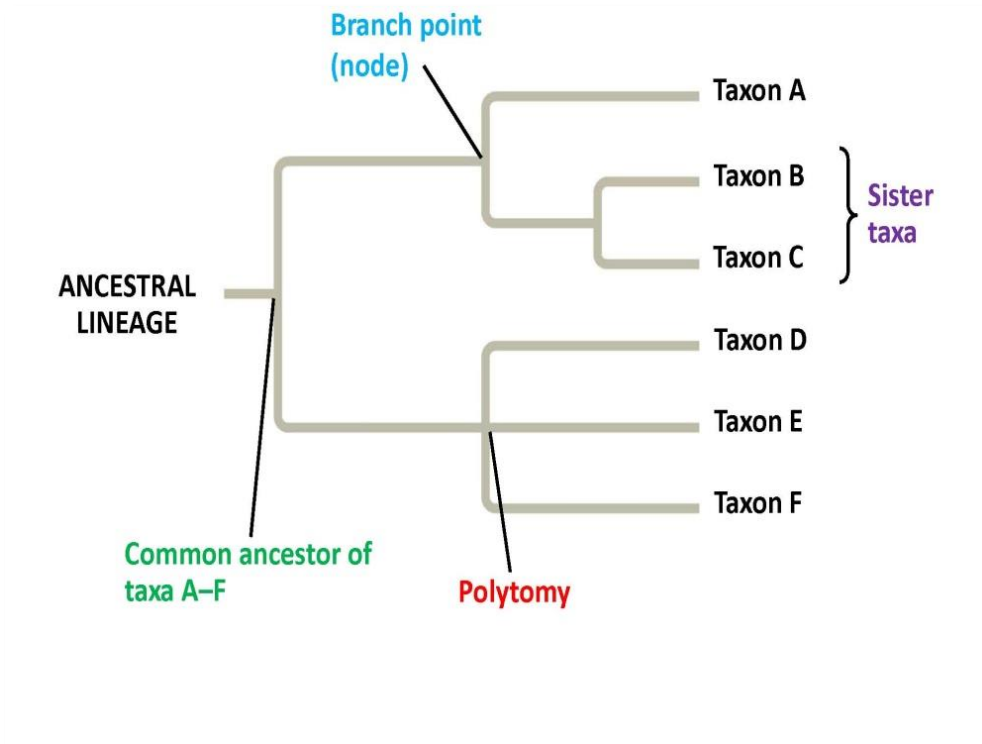 Branch point
(node)
Taxon A
Taxon B
Sister
taxa
Taxon C
ANCESTRAL
LINEAGE
Taxon D
Taxon E
Taxon F
Common ancestor of
taxa A–F
Polytomy